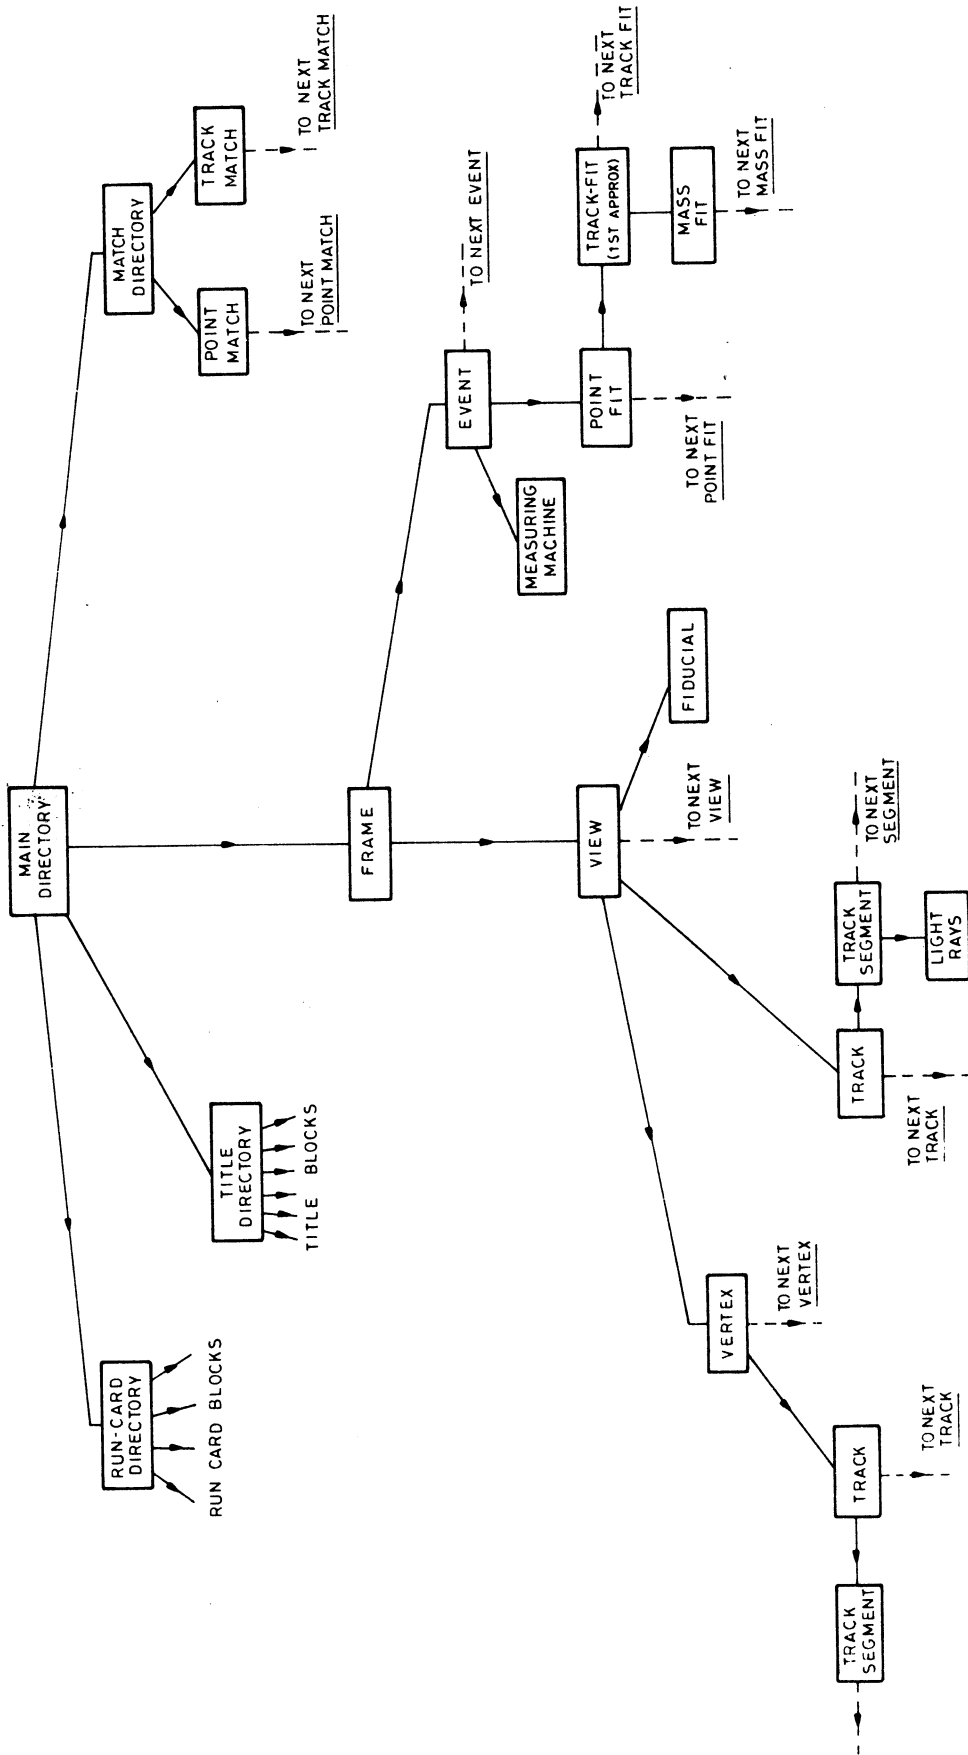 MAIN
DIRECTORY
RUN-CARD
DIRECTORY
RUN CARD BLOCKS
TITLE
DIRECTORY
TITLE BLOCKS
MATCH
DIRECTORY
POINT
MATCH
TO NEXT
POINT MATCH
TRACK
MATCH
TO NEXT
TRACK MATCH
FRAME
EVENT
TO NEXT EVENT
MEASURING
MACHINE
POINT
FIT
TO NEXT
POINT FIT
TRACK-FIT
(1ST APPROX)
TO NEXT
TRACK FIT
MASS
FIT
TO NEXT
MASS FIT
VIEW
TO NEXT
VIEW
FIDUCIAL
VERTEX
TO NEXT
VERTEX
TRACK
TO NEXT
TRACK
TRACK
SEGMENT
TRACK
TO NEXT
TRACK
TRACK
SEGMENT
TO NEXT
SEGMENT
LIGHT
RAYS